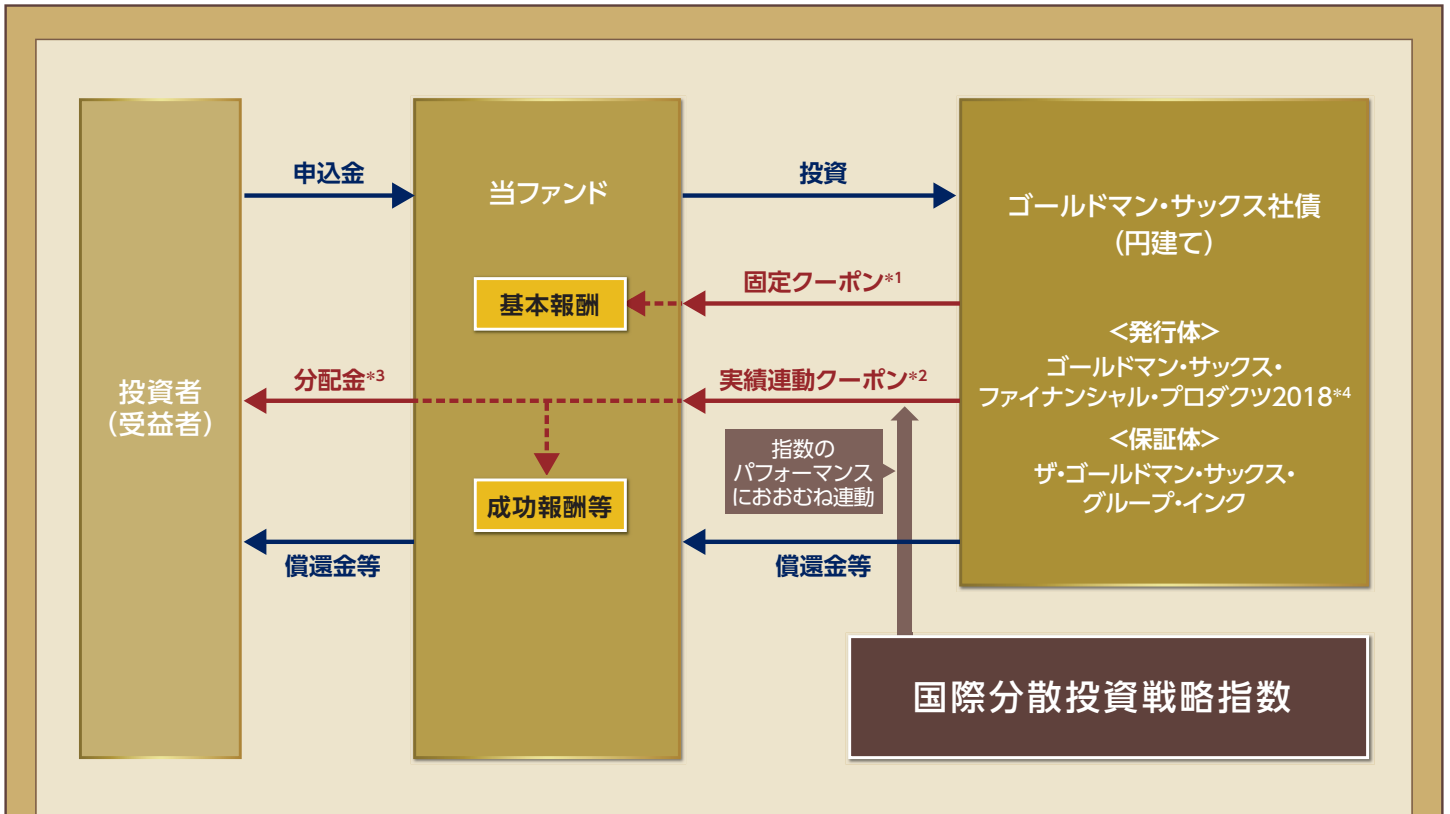 申込金
当ファンド
投資
ゴールドマン・サックス社債
（円建て）
固定クーポン*1
基本報酬
＜発行体＞
ゴールドマン・サックス・
ファイナンシャル・プロダクツ2018*4
投資者
（受益者）
分配金*3
実績連動クーポン*2
＜保証体＞
ザ・ゴールドマン・サックス・
グループ・インク
指数の
パフォーマンス
におおむね連動
成功報酬等
償還金等
償還金等
国際分散投資戦略指数